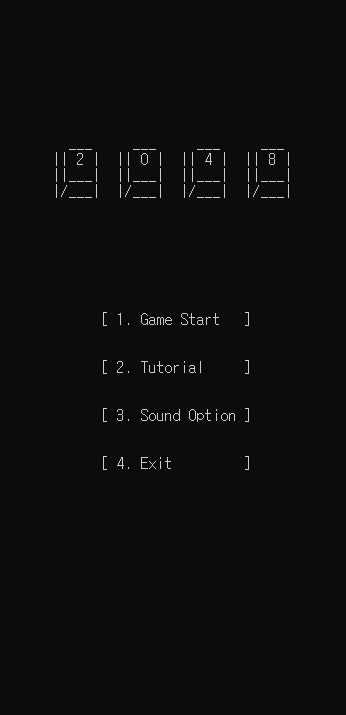 2 0 4 8
[ 1. Game Start ]
[ 2. Tutorial ]
[ 3. Sound Option ]
[ 4. Exit ]